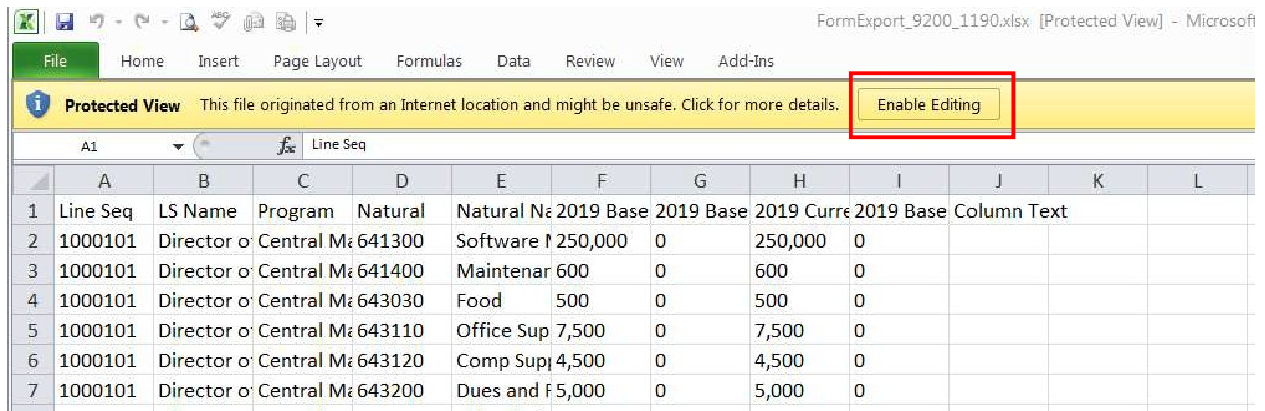 FormExport_9200_1190.xlsx [Protected View] - Microsoft
File Home Insert Page Layout Formulas Data Review View Add-Ins
Protected View This file originated from an Internet location and might be unsafe. Click for more details. Enable Editing
A1 fx Line Seq
A B C D E F G H I J K L
1 Line Seq LS Name Program Natural Natural Na 2019 Base 2019 Base 2019 Curre 2019 Base Column Text
2 1000101 Director o Central Ma 641300 Software 250,000 0 250,000 0
3 1000101 Director o Central Ma 641400 Maintenan 600 0 600 0
4 1000101 Director o Central Ma 643030 Food 500 0 500 0
5 1000101 Director o Central Ma 643110 Office Sup 7,500 0 7,500 0
6 1000101 Director o Central Ma 643120 Comp Supp 4,500 0 4,500 0
7 1000101 Director o Central Ma 643200 Dues and 5,000 0 5,000 0